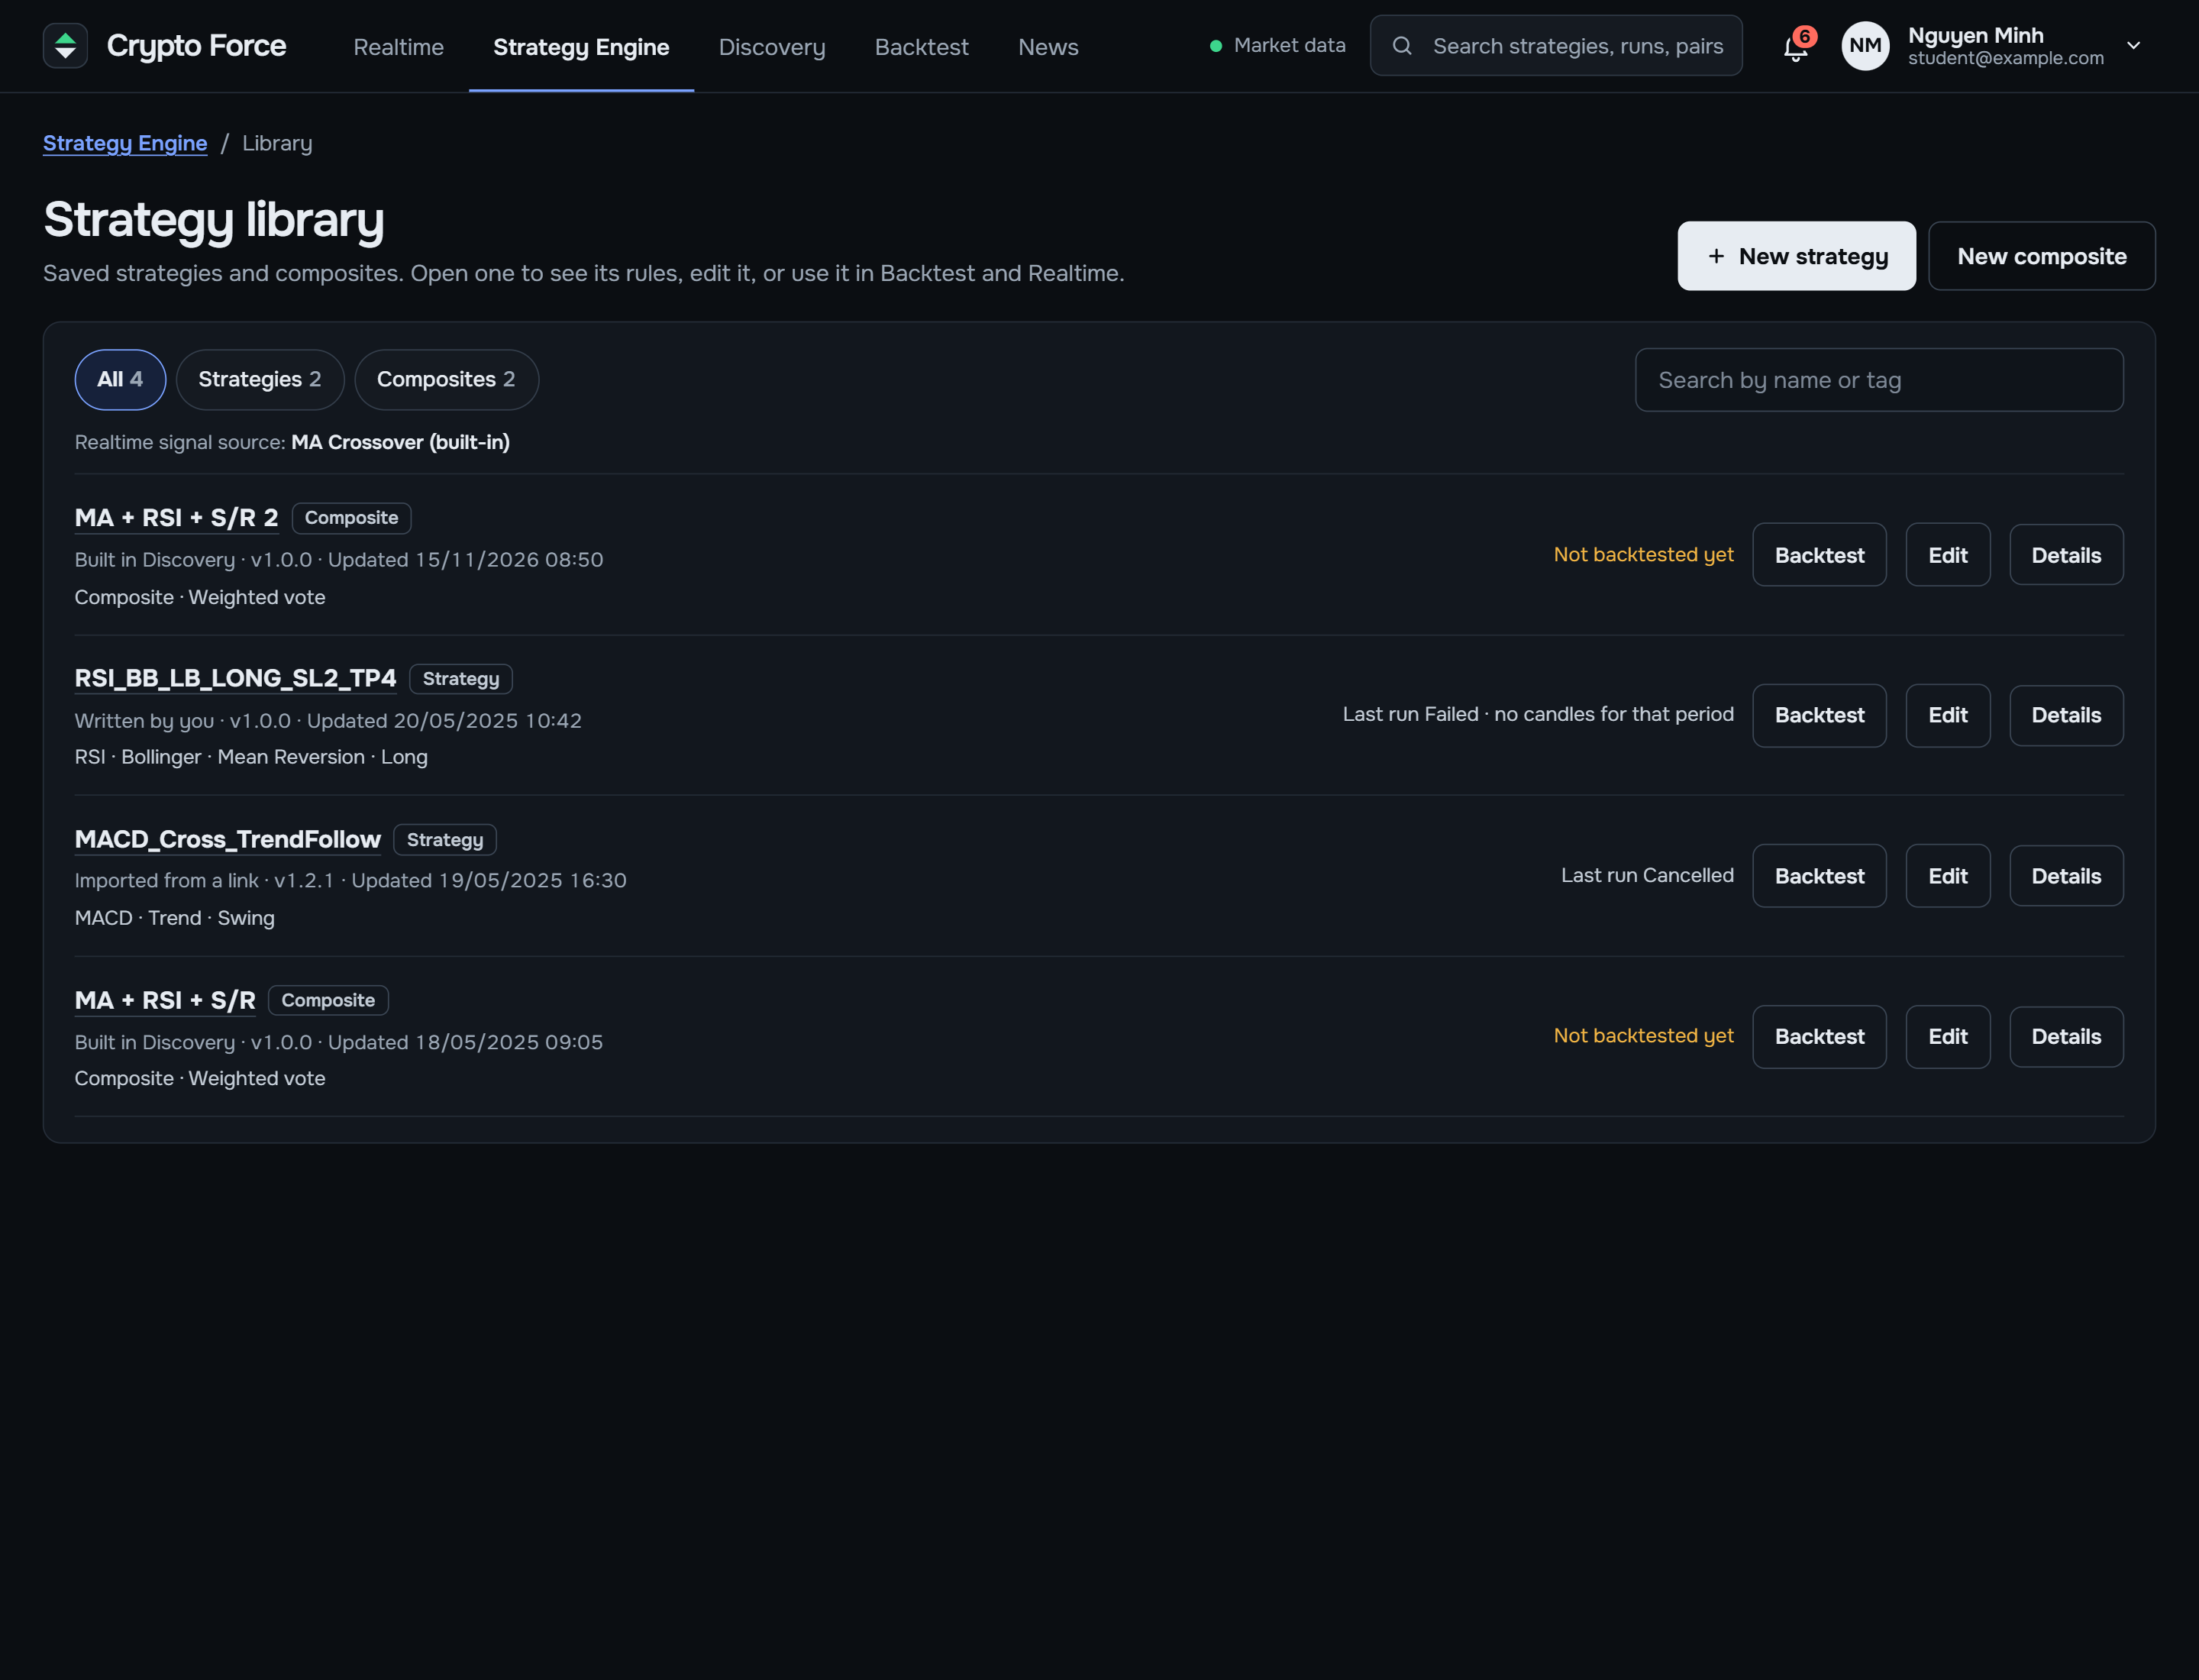 Crypto Force
Realtime
Strategy Engine
Discovery
Backtest
News
Market data
Search strategies, runs, pairs
6
NM
Nguyen Minh
student@example.com
Strategy Engine / Library
Strategy library
Saved strategies and composites. Open one to see its rules, edit it, or use it in Backtest and Realtime.
+ New strategy
New composite
All 4
Strategies 2
Composites 2
Search by name or tag
Realtime signal source: MA Crossover (built-in)
MA + RSI + S/R 2 Composite
Built in Discovery · v1.0.0 · Updated 15/11/2026 08:50
Composite · Weighted vote
Not backtested yet
Backtest
Edit
Details
RSI_BB_LB_LONG_SL2_TP4 Strategy
Written by you · v1.0.0 · Updated 20/05/2025 10:42
RSI · Bollinger · Mean Reversion · Long
Last run Failed · no candles for that period
Backtest
Edit
Details
MACD_Cross_TrendFollow Strategy
Imported from a link · v1.2.1 · Updated 19/05/2025 16:30
MACD · Trend · Swing
Last run Cancelled
Backtest
Edit
Details
MA + RSI + S/R Composite
Built in Discovery · v1.0.0 · Updated 18/05/2025 09:05
Composite · Weighted vote
Not backtested yet
Backtest
Edit
Details